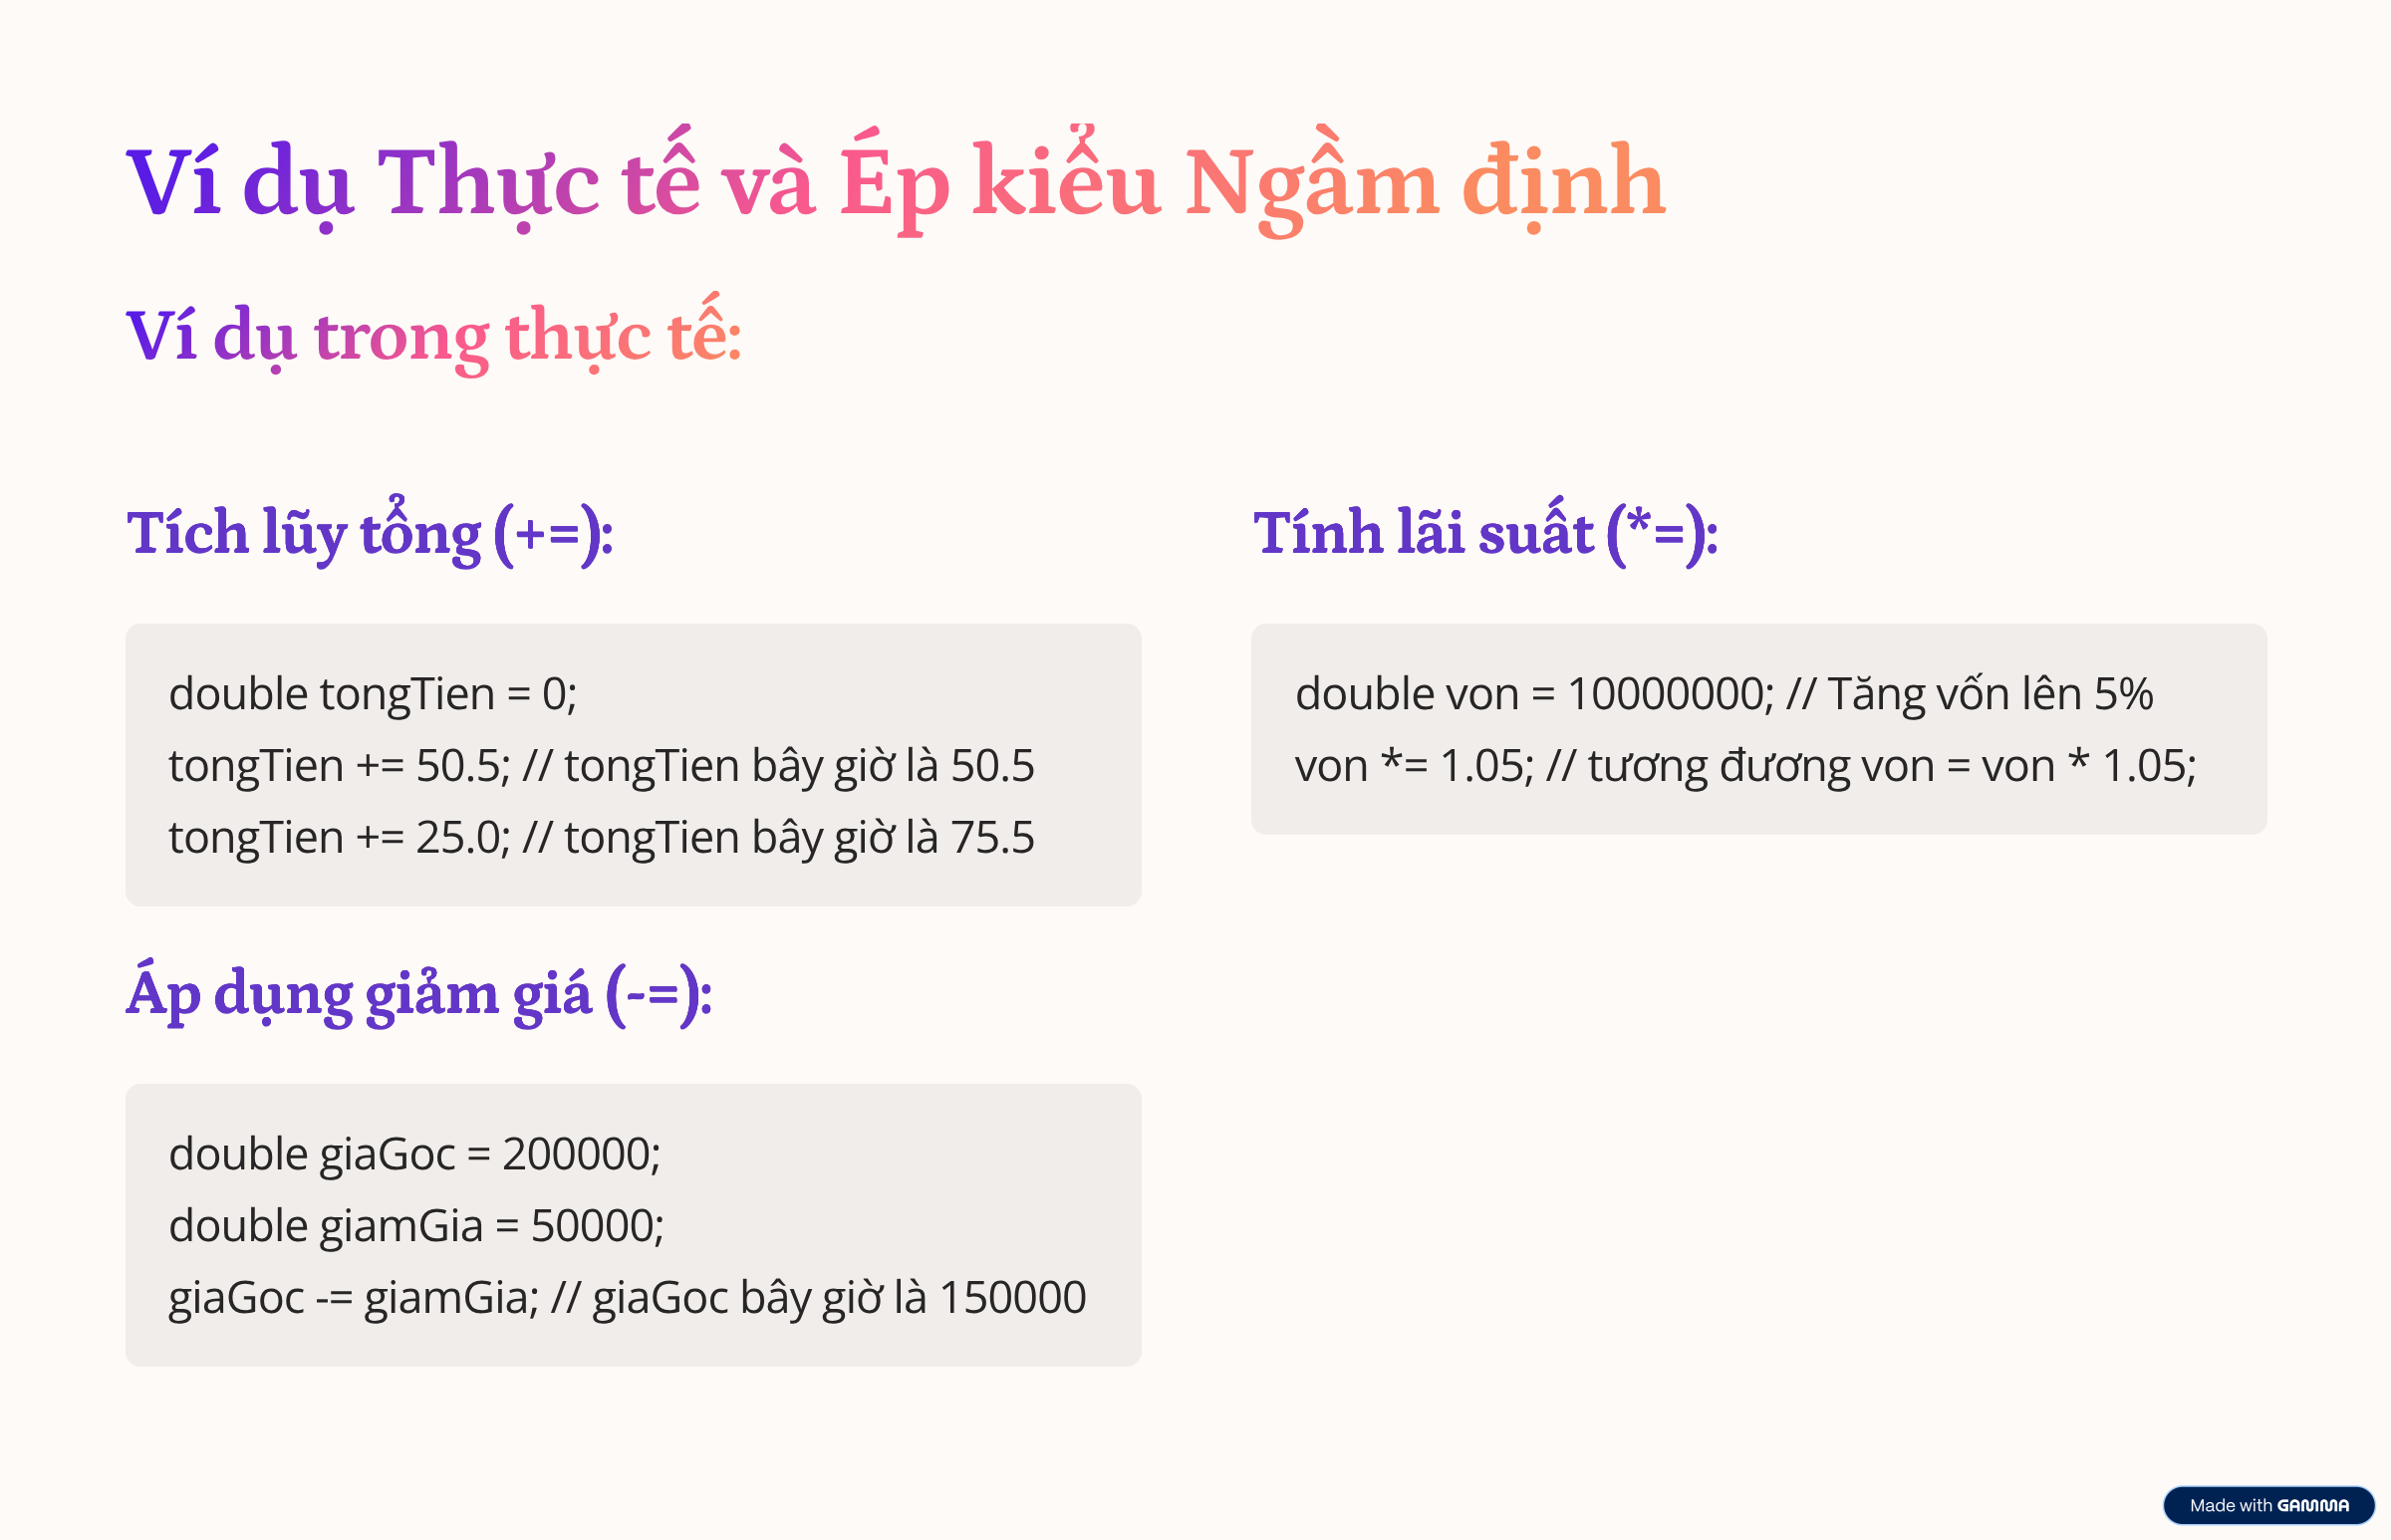 Ví dụ Thực tế và Ép kiểu Ngầm định
Ví dụ trong thực tế:
Tích lũy tổng (+=):
double tongTien = 0;
tongTien += 50.5; // tongTien bây giờ là 50.5
tongTien += 25.0; // tongTien bây giờ là 75.5
Áp dụng giảm giá (-=):
double giaGoc = 200000;
double giamGia = 50000;
giaGoc -= giamGia; // giaGoc bây giờ là 150000
Tính lãi suất (*=):
double von = 10000000; // Tăng vốn lên 5%
von *= 1.05; // tương đương von = von * 1.05;
Made with GAMMA